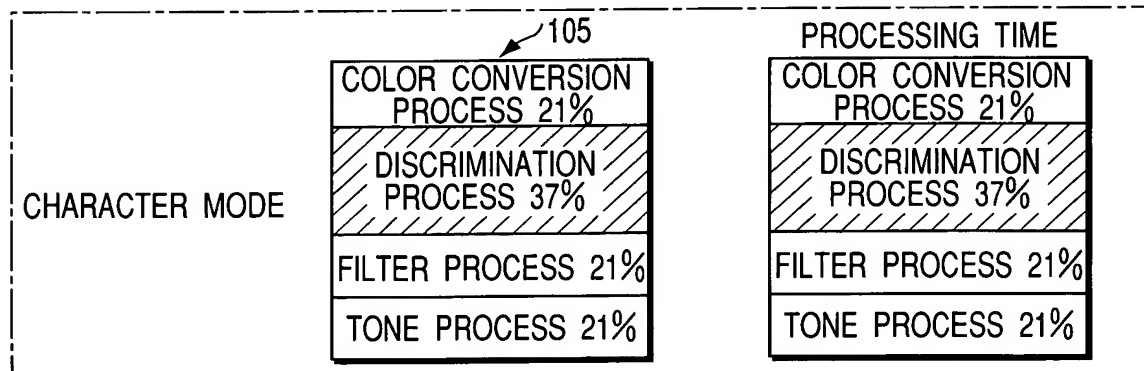 105
COLOR CONVERSION
PROCESS 21%
DISCRIMINATION
PROCESS 37%
CHARACTER MODE
FILTER PROCESS 21%
TONE PROCESS 21%
PROCESSING TIME
COLOR CONVERSION
PROCESS 21%
DISCRIMINATION
PROCESS 37%
FILTER PROCESS 21%
TONE PROCESS 21%